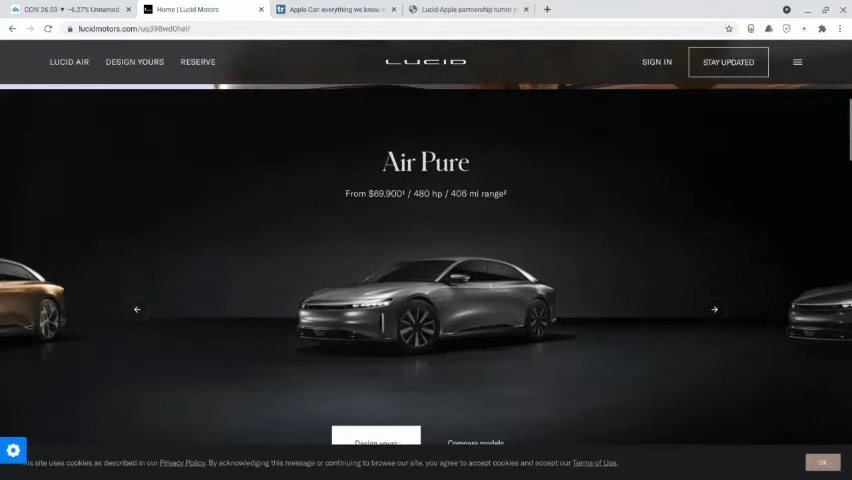 CCIV 26.03 ▼ −6.27% Unnamed
Home | Lucid Motors
Apple Car: everything we know
Lucid-Apple partnership rumor
lucidmotors.com/uq398wd0hel/
LUCID AIR
DESIGN YOURS
RESERVE
LUCID
SIGN IN
STAY UPDATED
Air Pure
From $69,900¹ / 480 hp / 406 mi range²
Design yours
Compare models
This site uses cookies as described in our Privacy Policy. By acknowledging this message or continuing to browse our site, you agree to accept cookies and accept our Terms of Use.
OK